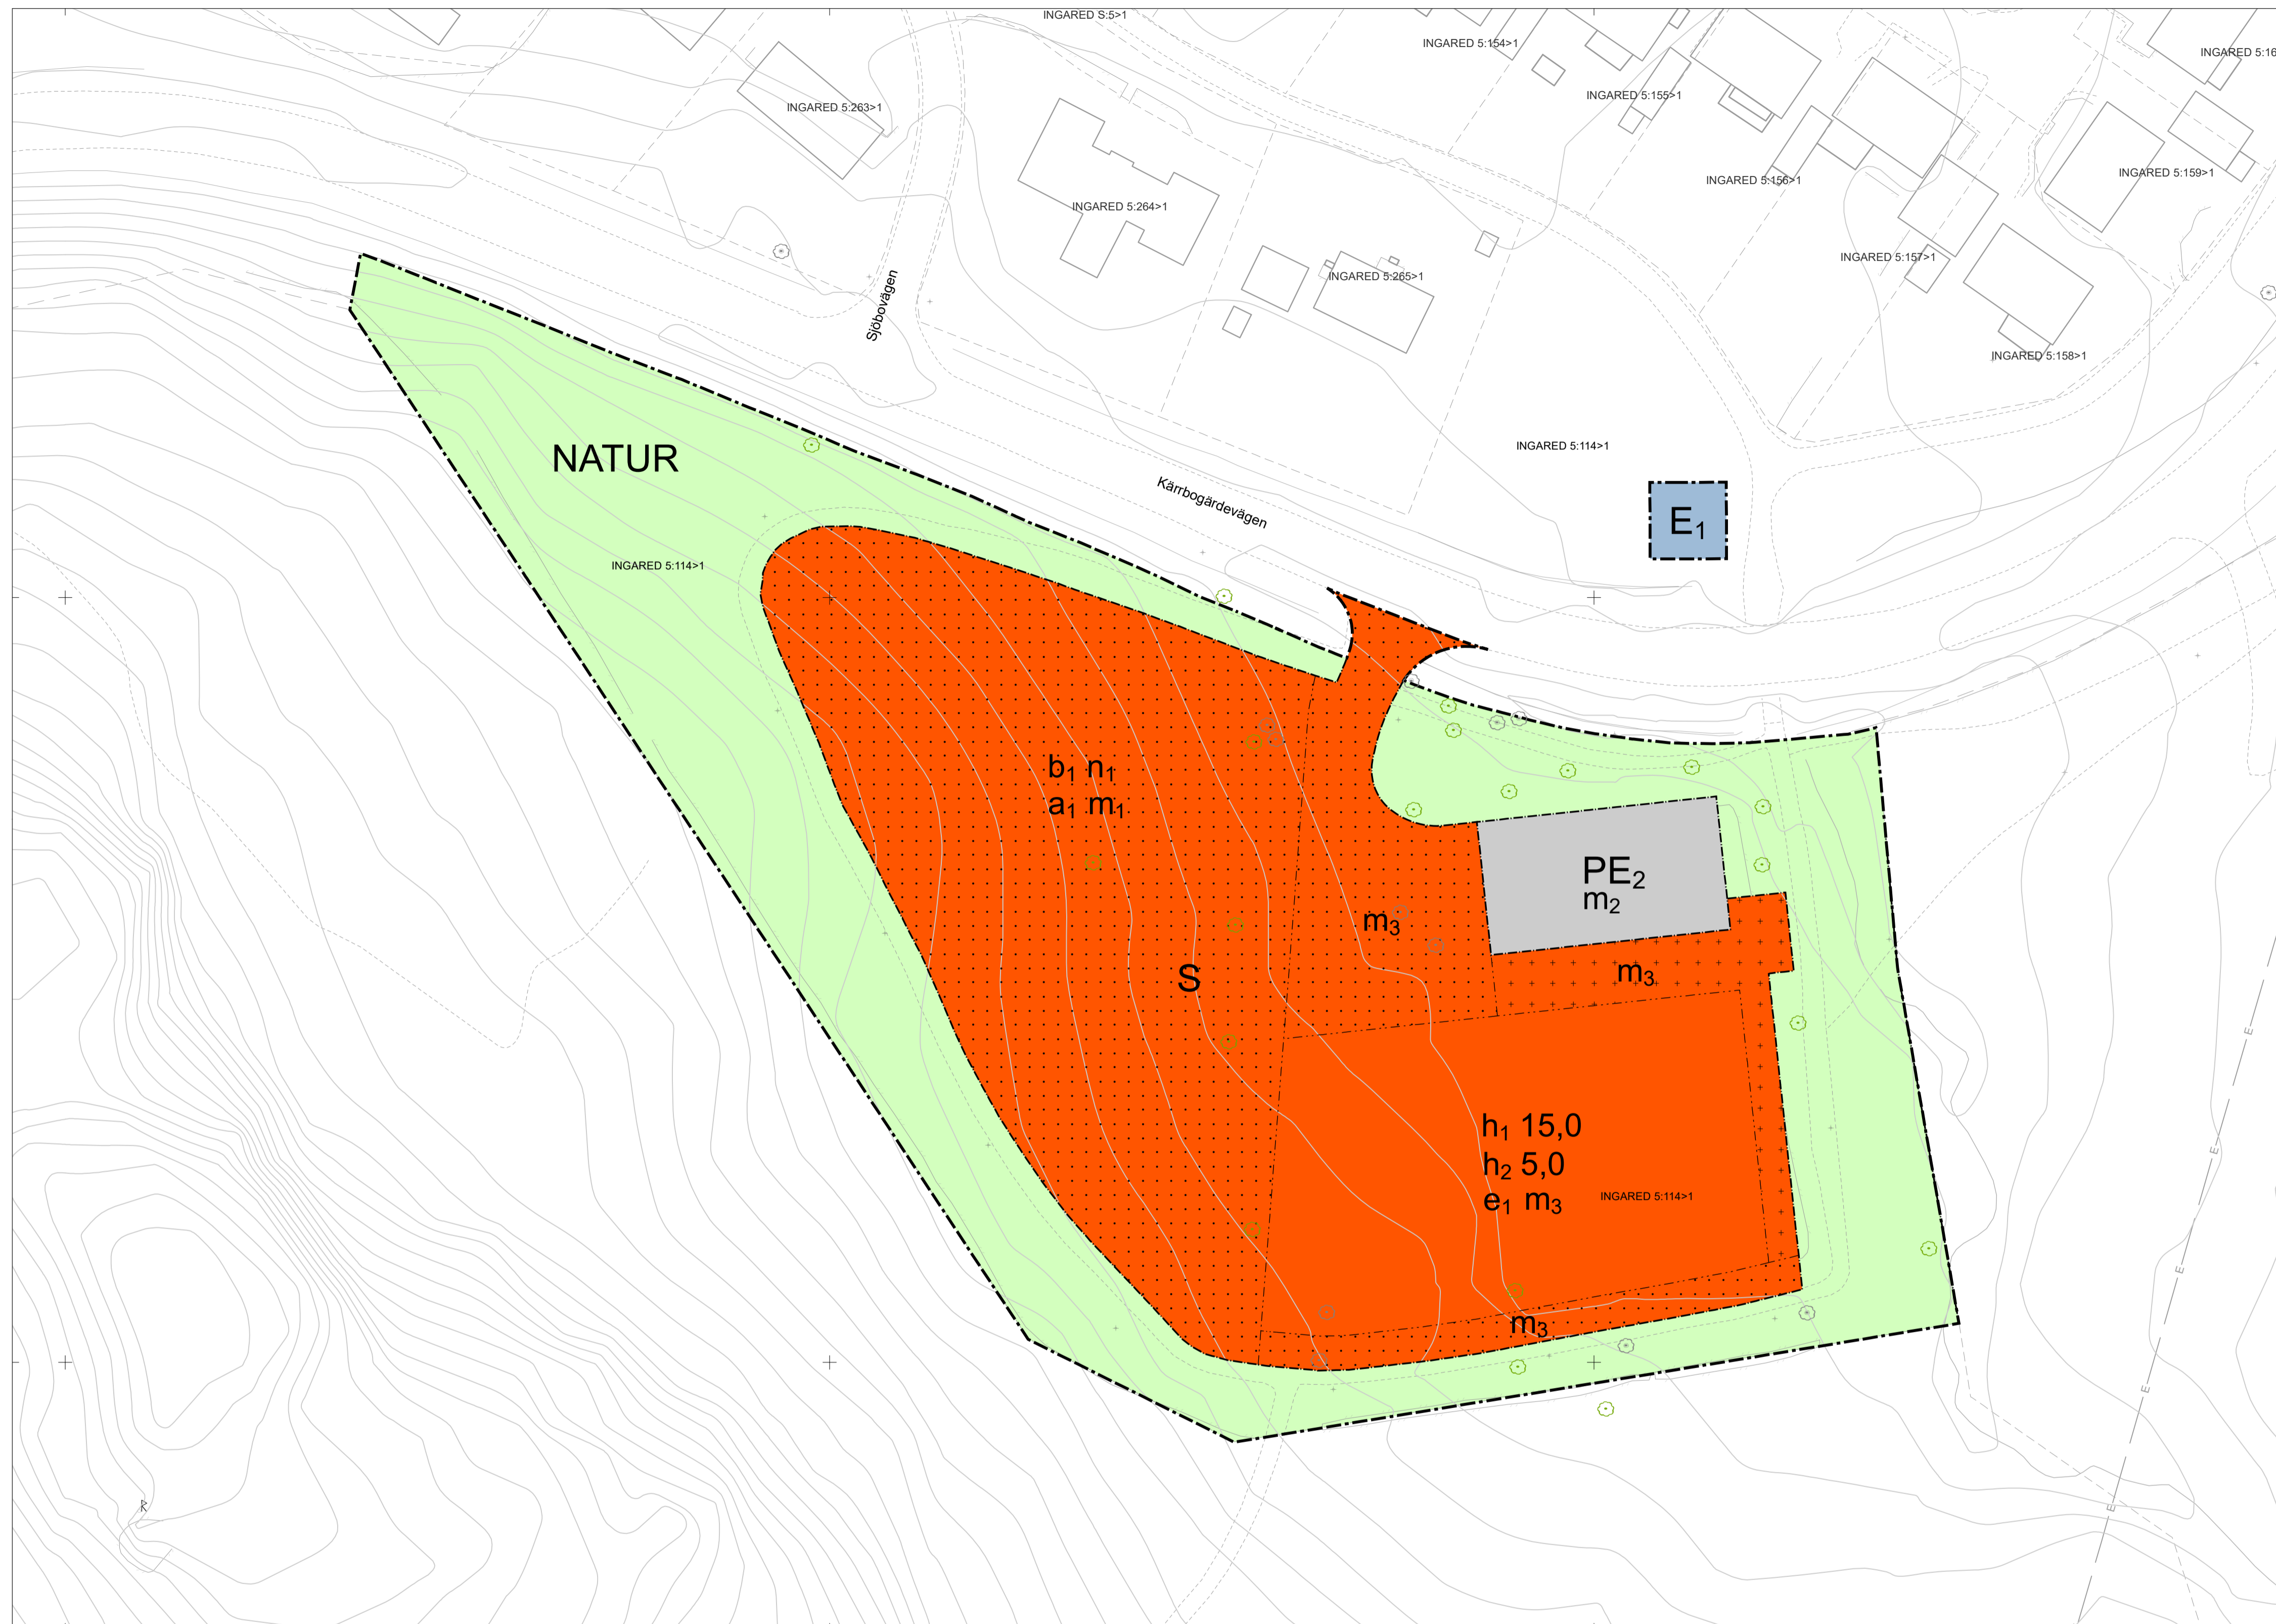 INGARED S:5>1
INGARED 5:154>1
INGARED 5:16
INGARED 5:155>1
INGARED 5:263>1
INGARED 5:159>1
INGARED 5:156>1
INGARED 5:264>1
INGARED 5:157>1
INGARED 5:265>1
Sjöbovägen
INGARED 5:158>1
INGARED 5:114>1
NATUR
Kärrbogärdevägen
E₁
INGARED 5:114>1
b₁ n₁
a₁ m₁
PE₂
m₂
m₃
m₃
S
h₁ 15,0
h₂ 5,0
e₁ m₃
INGARED 5:114>1
m₃
E
E
E
E
E
R